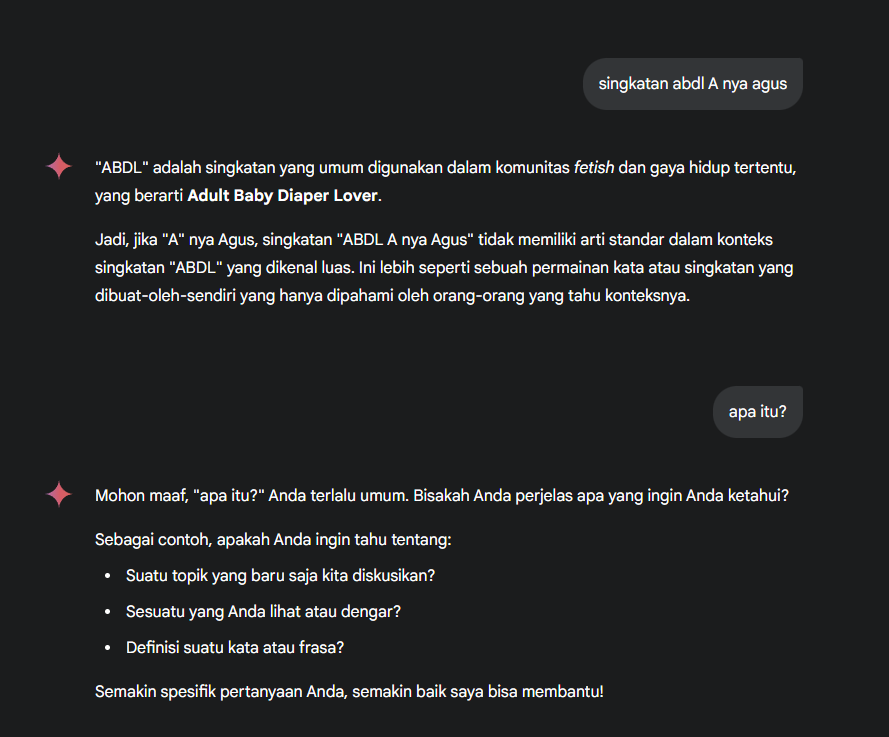 singkatan abdl A nya agus
"ABDL" adalah singkatan yang umum digunakan dalam komunitas fetish dan gaya hidup tertentu,
yang berarti Adult Baby Diaper Lover.
Jadi, jika "A" nya Agus, singkatan "ABDL A nya Agus" tidak memiliki arti standar dalam konteks
singkatan "ABDL" yang dikenal luas. Ini lebih seperti sebuah permainan kata atau singkatan yang
dibuat-oleh-sendiri yang hanya dipahami oleh orang-orang yang tahu konteksnya.
apa itu?
Mohon maaf, "apa itu?" Anda terlalu umum. Bisakah Anda perjelas apa yang ingin Anda ketahui?
Sebagai contoh, apakah Anda ingin tahu tentang:
• Suatu topik yang baru saja kita diskusikan?
• Sesuatu yang Anda lihat atau dengar?
• Definisi suatu kata atau frasa?
Semakin spesifik pertanyaan Anda, semakin baik saya bisa membantu!